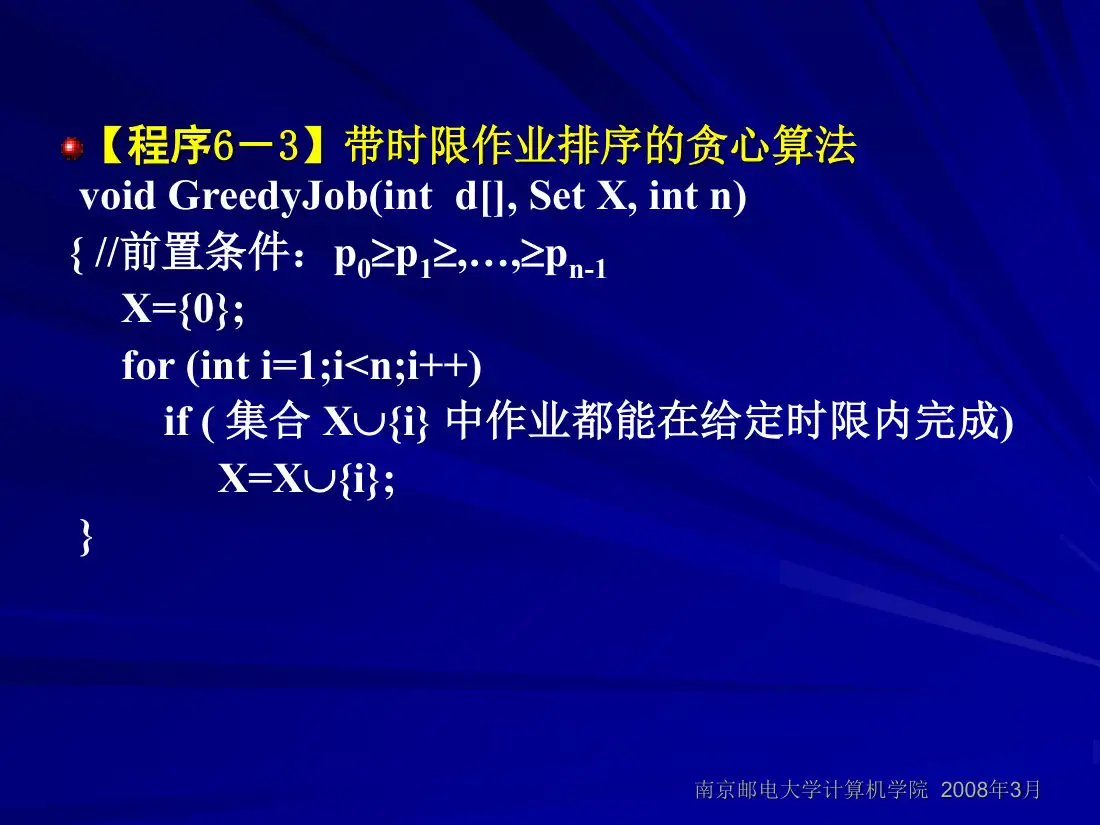 【程序6－3】带时限作业排序的贪心算法
void GreedyJob(int d[], Set X, int n)
{ //前置条件：p0≥p1≥,…,≥pn-1
X={0};
for (int i=1;i<n;i++)
if ( 集合 X∪{i} 中作业都能在给定时限内完成)
X=X∪{i};
}
南京邮电大学计算机学院 2008年3月